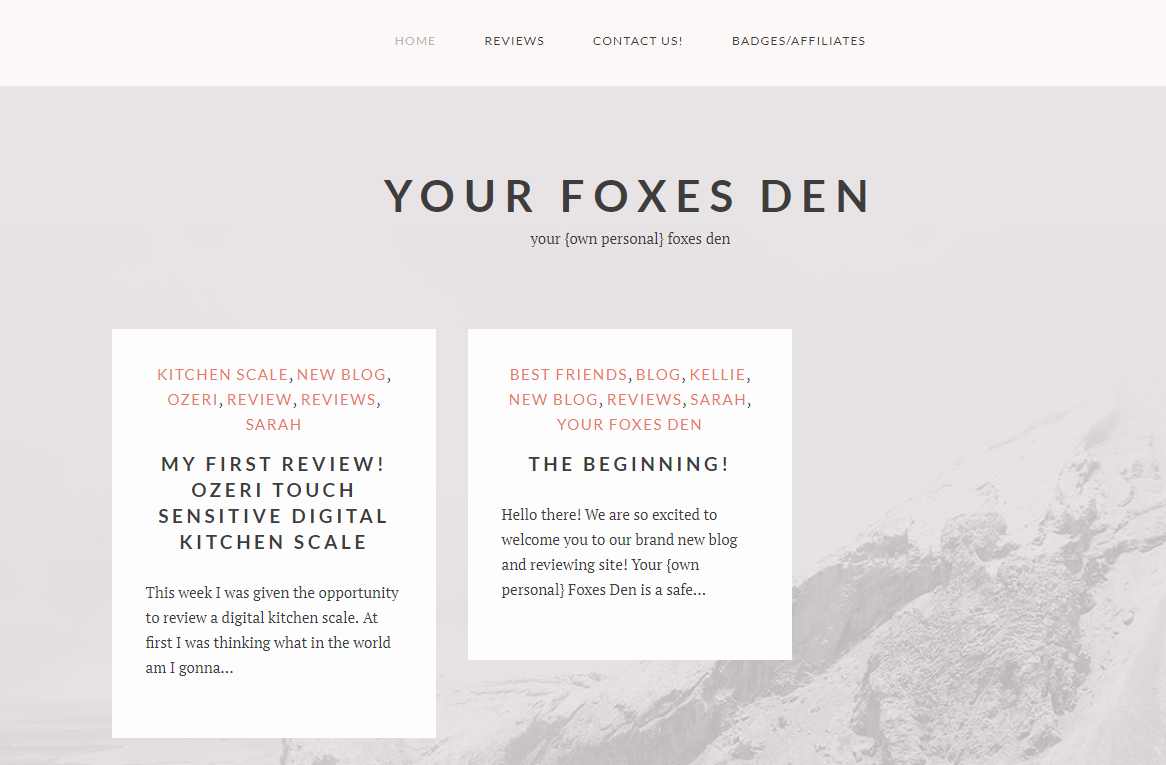 HOME REVIEWS CONTACT US! BADGES/AFFILIATES
YOUR FOXES DEN
your {own personal} foxes den
KITCHEN SCALE, NEW BLOG,
OZERI, REVIEW, REVIEWS,
SARAH
MY FIRST REVIEW!
OZERI TOUCH
SENSITIVE DIGITAL
KITCHEN SCALE
This week I was given the opportunity
to review a digital kitchen scale. At
first I was thinking what in the world
am I gonna...
BEST FRIENDS, BLOG, KELLIE,
NEW BLOG, REVIEWS, SARAH,
YOUR FOXES DEN
THE BEGINNING!
Hello there! We are so excited to
welcome you to our brand new blog
and reviewing site! Your {own
personal} Foxes Den is a safe...